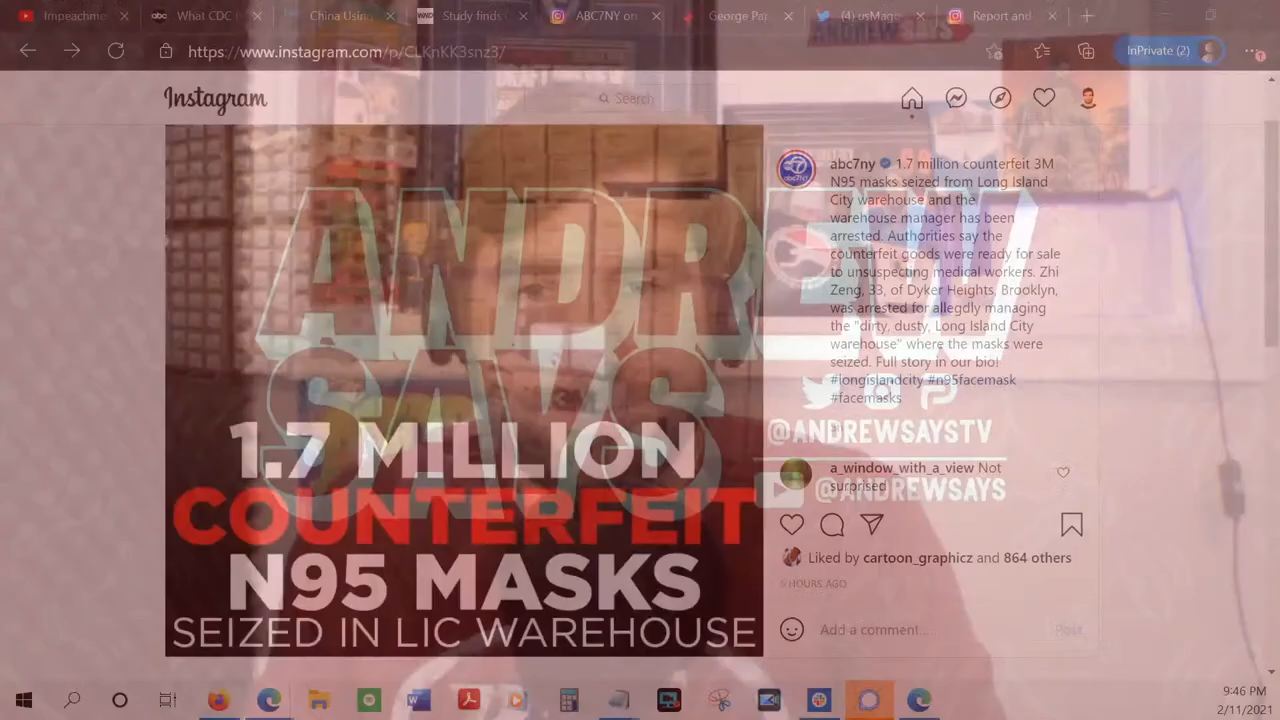 Impeachme
What CDC
China Using
Study finds
ABC7NY on
George Pa
(4) usMag
Report and
https://www.instagram.com/p/CLKnKK3snz3/
InPrivate (2)
Instagram
Search
ANDREW
SAYS
1.7 MILLION
COUNTERFEIT
N95 MASKS
SEIZED IN LIC WAREHOUSE
abc7ny 1.7 million counterfeit 3M
N95 masks seized from Long Island
City warehouse and the
warehouse manager has been
arrested. Authorities say the
counterfeit goods were ready for sale
to unsuspecting medical workers. Zhi
Zeng, 33, of Dyker Heights, Brooklyn,
was arrested for allegdly managing
the "dirty, dusty, Long Island City
warehouse" where the masks were
seized. Full story in our bio!
#longislandcity #n95facemask
#facemasks
@ANDREWSAYSTV
a_window_with_a_view Not
surprised
@ANDREWSAYS
Liked by cartoon_graphicz and 864 others
HOURS AGO
Add a comment...
Post
9:46 PM
2/11/2021